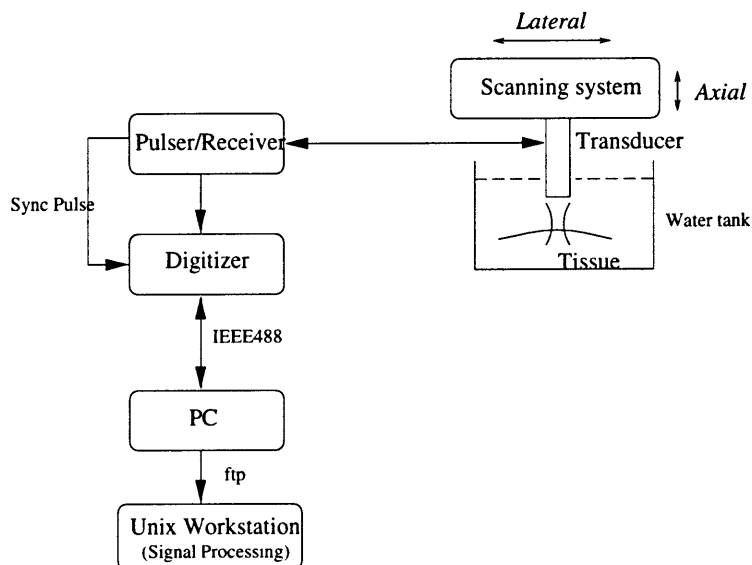 Lateral
Scanning system
Axial
Pulser/Receiver
Transducer
Sync Pulse
Water tank
Digitizer
Tissue
IEEE488
PC
ftp
Unix Workstation
(Signal Processing)